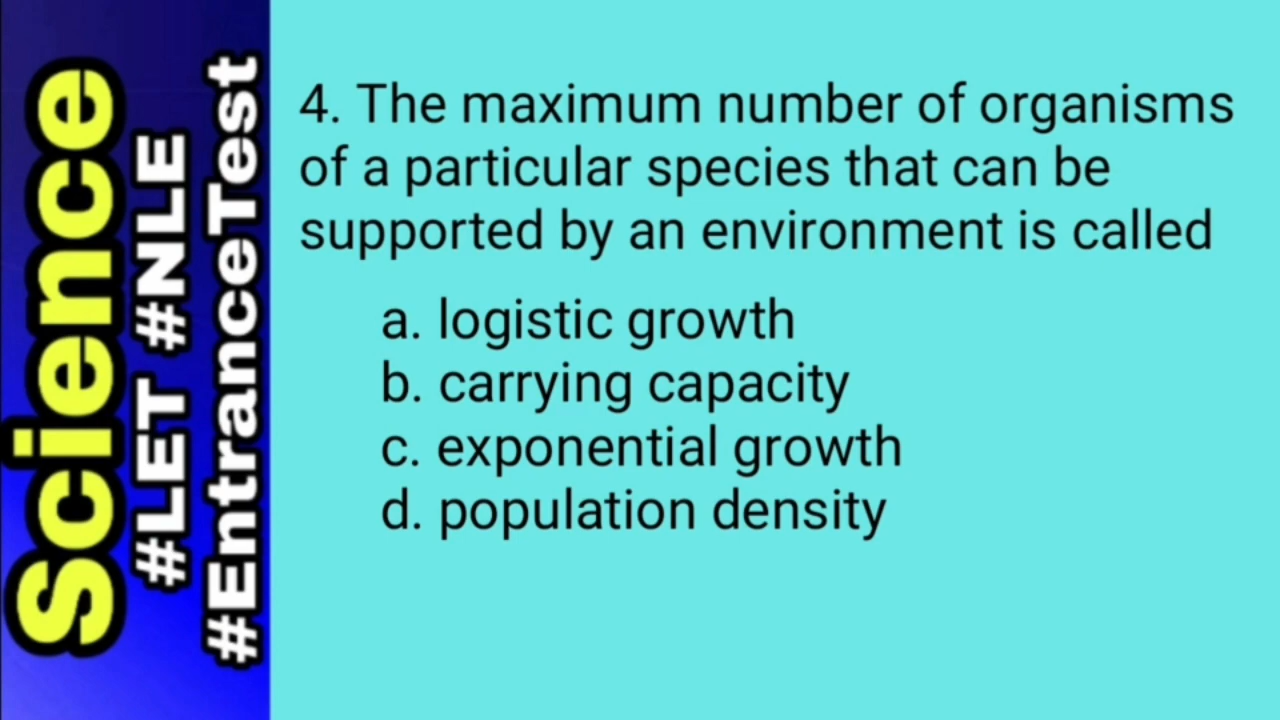 Science
#LET #NLE
#EntranceTest
4. The maximum number of organisms
of a particular species that can be
supported by an environment is called
a. logistic growth
b. carrying capacity
c. exponential growth
d. population density